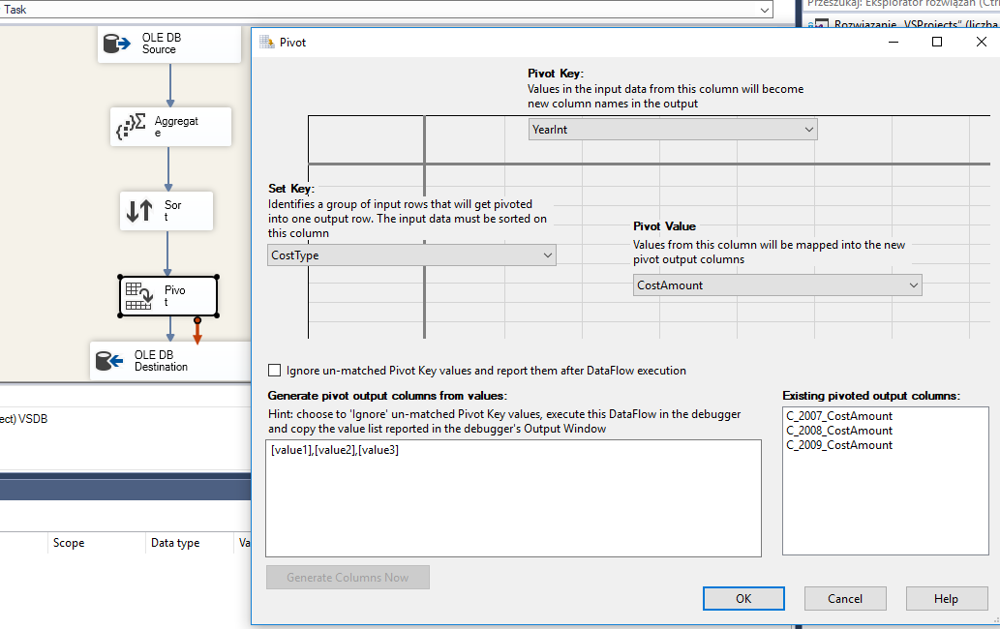 Task
Przeszukaj: Eksplorator rozwiązań (Ctrl
Rozwiązanie „VSProjects” (liczba
OLE DB
Source
Aggregat
e
Sor
t
Pivo
t
OLE DB
Destination
ect) VSDB
Scope
Data type
Va
Pivot
Pivot Key:
Values in the input data from this column will become
new column names in the output
YearInt
Set Key:
Identifies a group of input rows that will get pivoted
into one output row. The input data must be sorted on
this column
CostType
Pivot Value
Values from this column will be mapped into the new
pivot output columns
CostAmount
Ignore un-matched Pivot Key values and report them after DataFlow execution
Generate pivot output columns from values:
Hint: choose to 'Ignore' un-matched Pivot Key values, execute this DataFlow in the debugger
and copy the value list reported in the debugger's Output Window
[value1],[value2],[value3]
Existing pivoted output columns:
C_2007_CostAmount
C_2008_CostAmount
C_2009_CostAmount
Generate Columns Now
OK
Cancel
Help